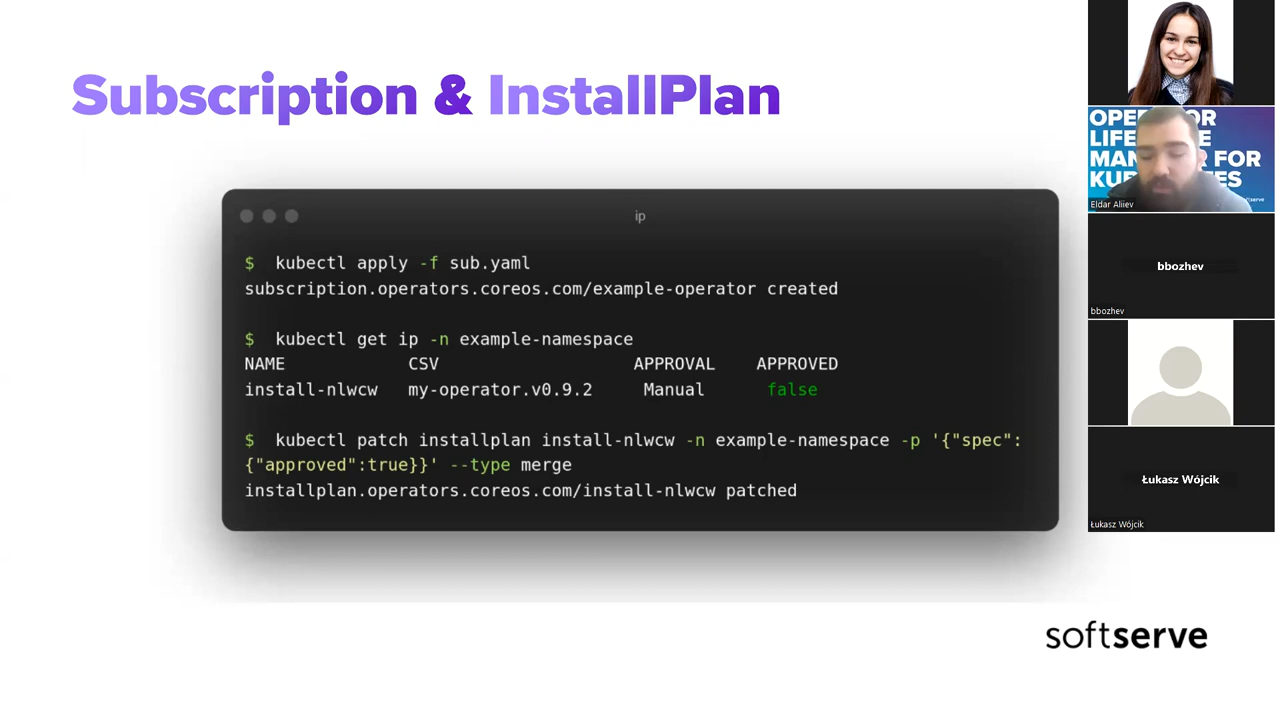 Subscription & InstallPlan
ip
$ kubectl apply -f sub.yaml
subscription.operators.coreos.com/example-operator created
$ kubectl get ip -n example-namespace
NAME CSV APPROVAL APPROVED
install-nlwcw my-operator.v0.9.2 Manual false
$ kubectl patch installplan install-nlwcw -n example-namespace -p '{"spec":
{"approved":true}}' --type merge
installplan.operators.coreos.com/install-nlwcw patched
softserve
Eldar Aliiev
bbozhev
bbozhev
Łukasz Wójcik
Łukasz Wójcik